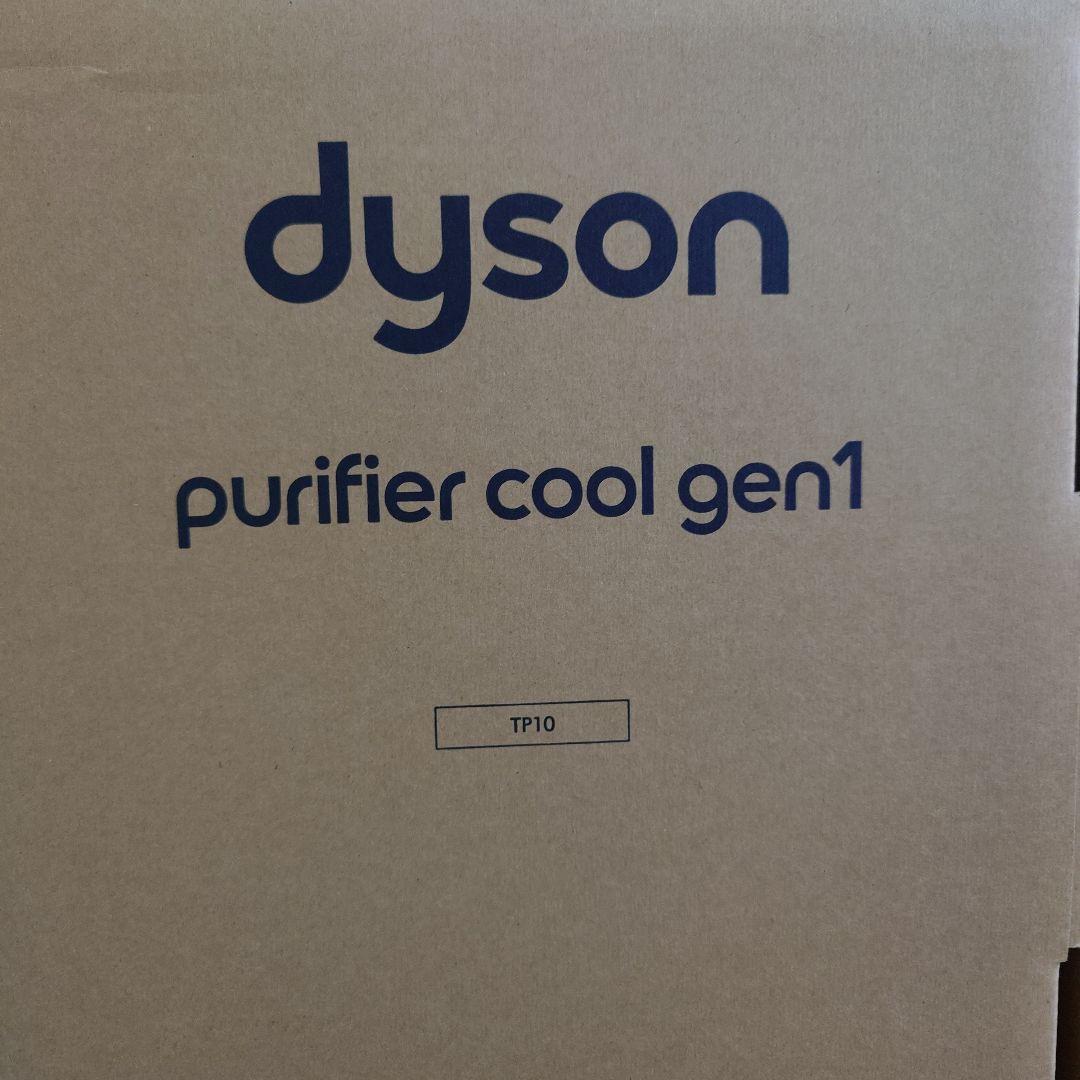 dyson
purifier cool gen1
TP10